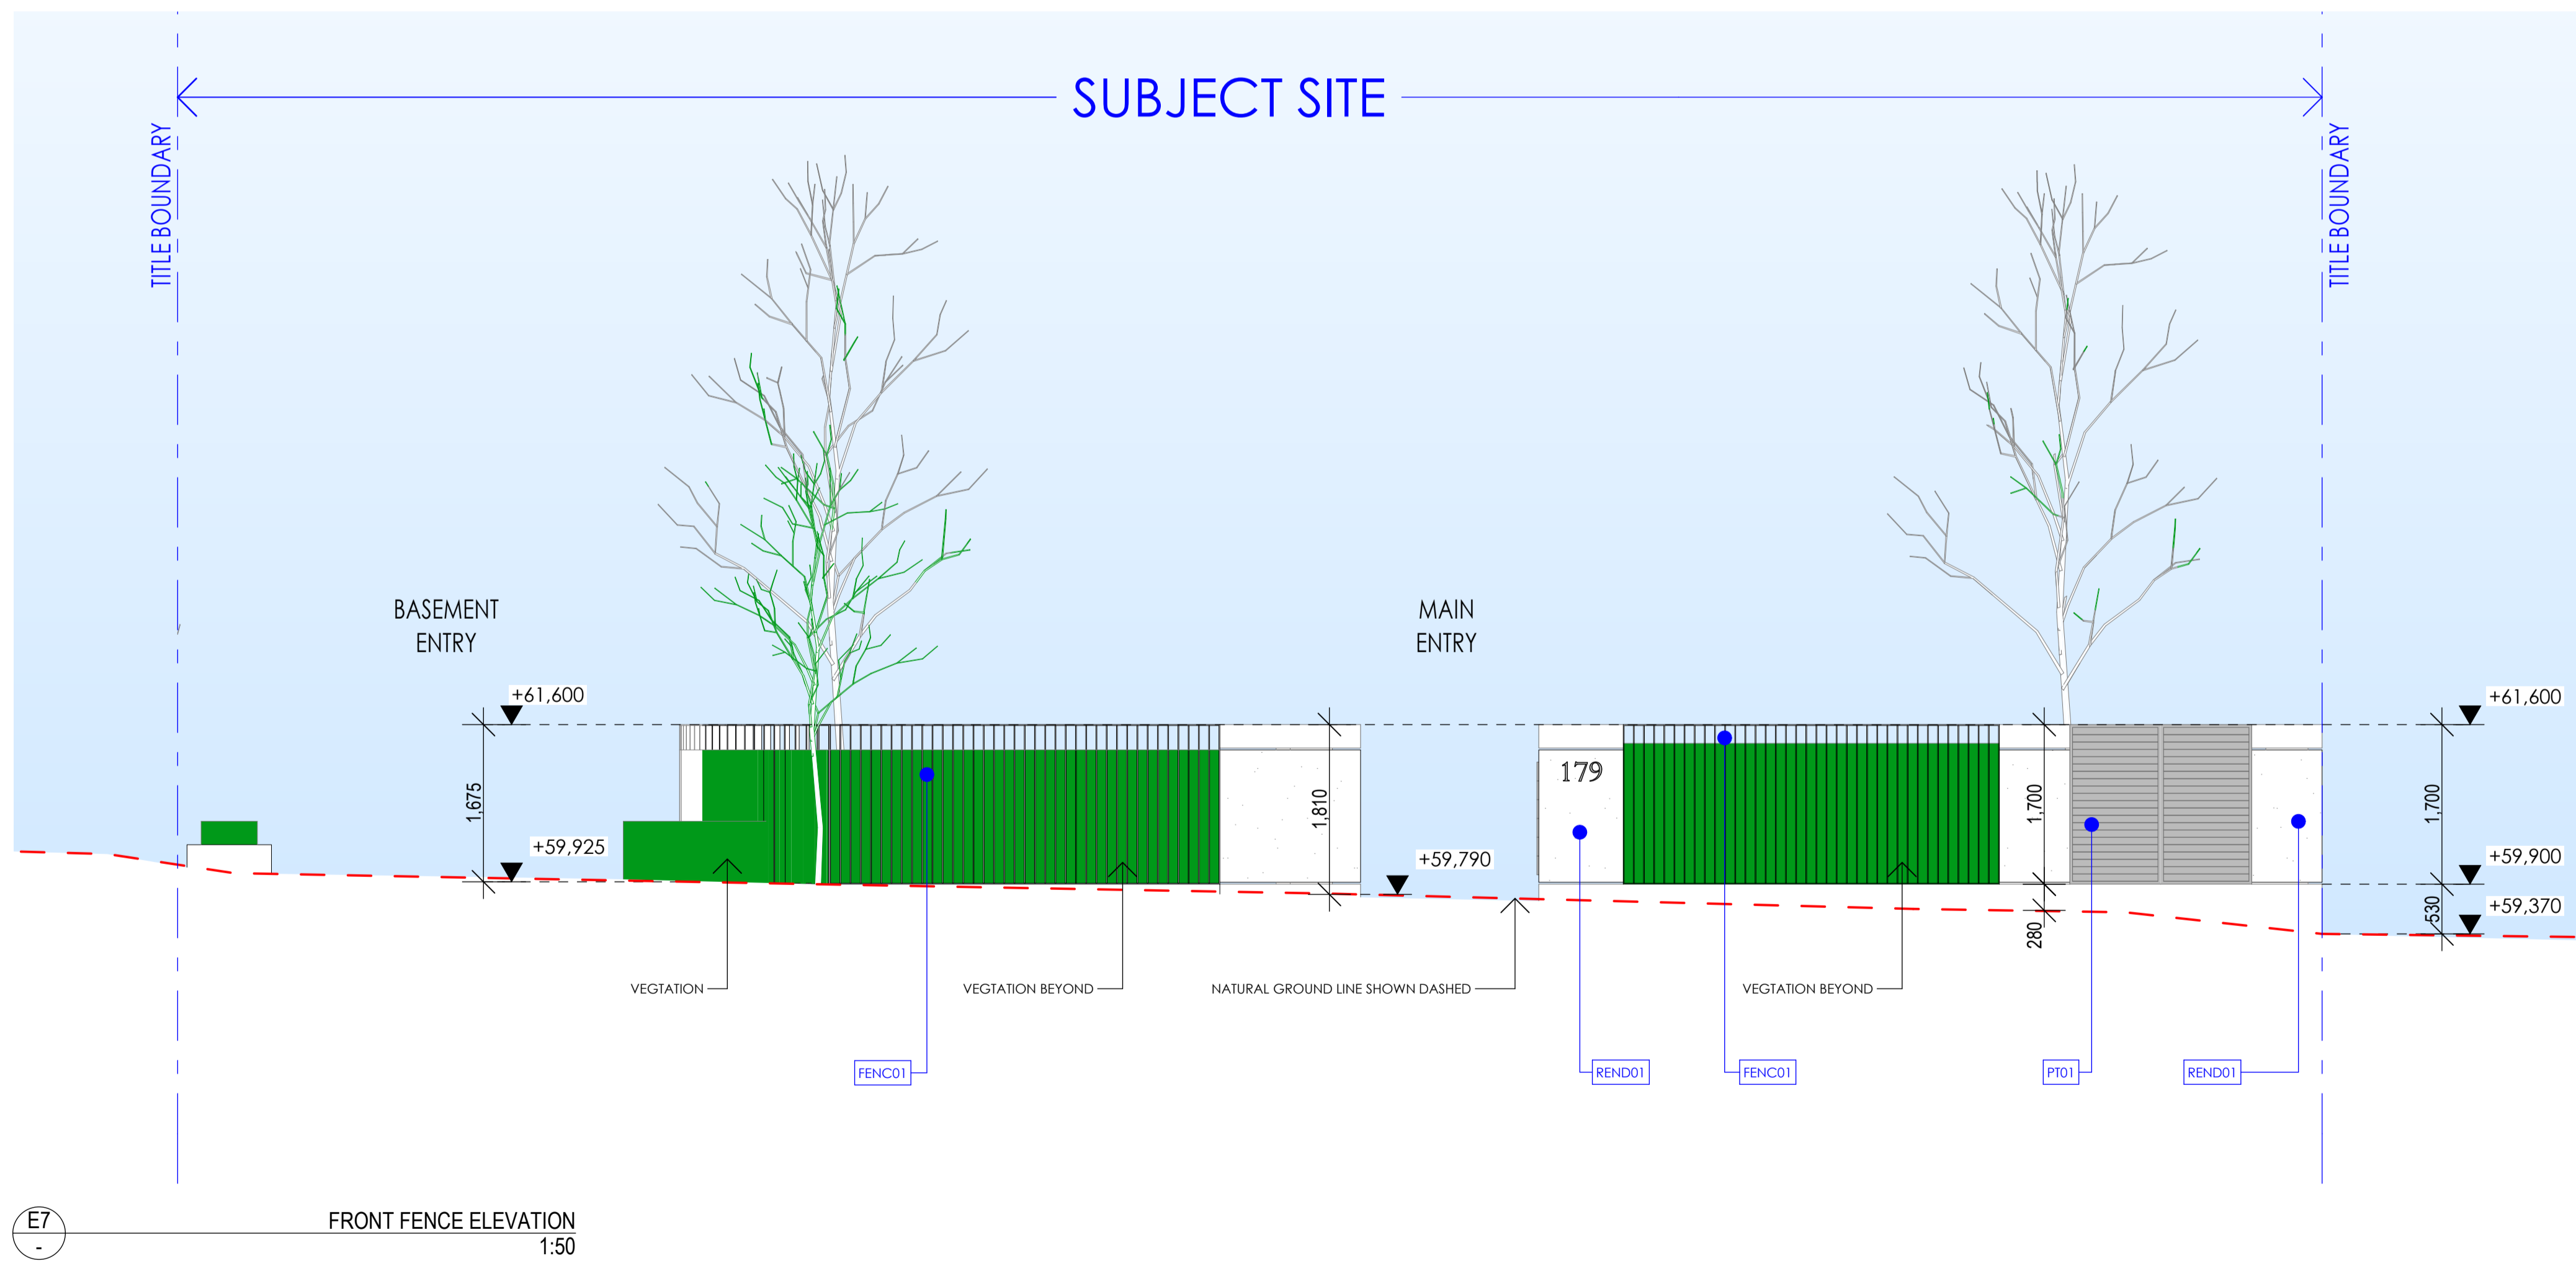 SUBJECT SITE
TITLE BOUNDARY
TITLE BOUNDARY
BASEMENT
ENTRY
MAIN
ENTRY
+61,600
+61,600
1,675
+59,925
1,810
+59,790
179
1,700
280
1,700
+59,900
530
+59,370
VEGTATION
VEGTATION BEYOND
NATURAL GROUND LINE SHOWN DASHED
VEGTATION BEYOND
FENC01
REND01
FENC01
PT01
REND01
E7
-
FRONT FENCE ELEVATION
1:50